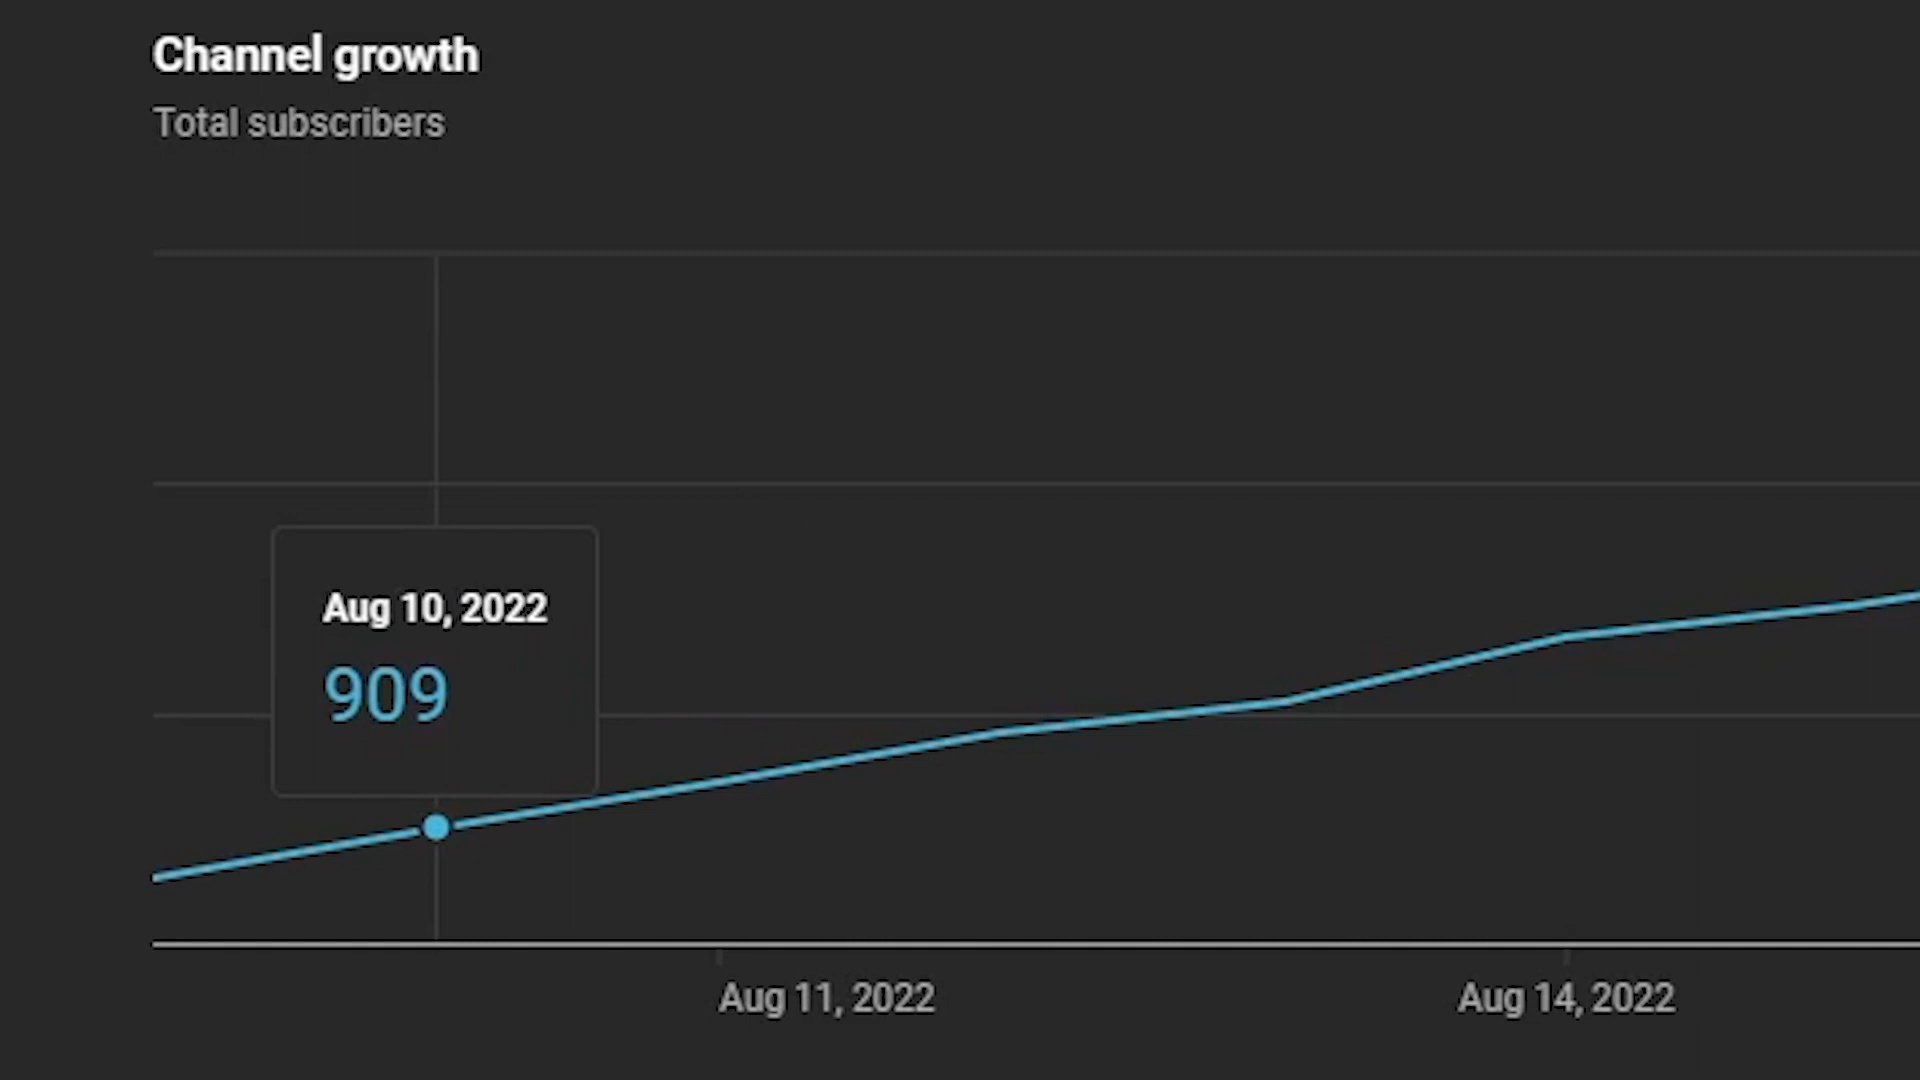 Channel growth
Total subscribers
Aug 10, 2022
909
Aug 11, 2022
Aug 14, 2022